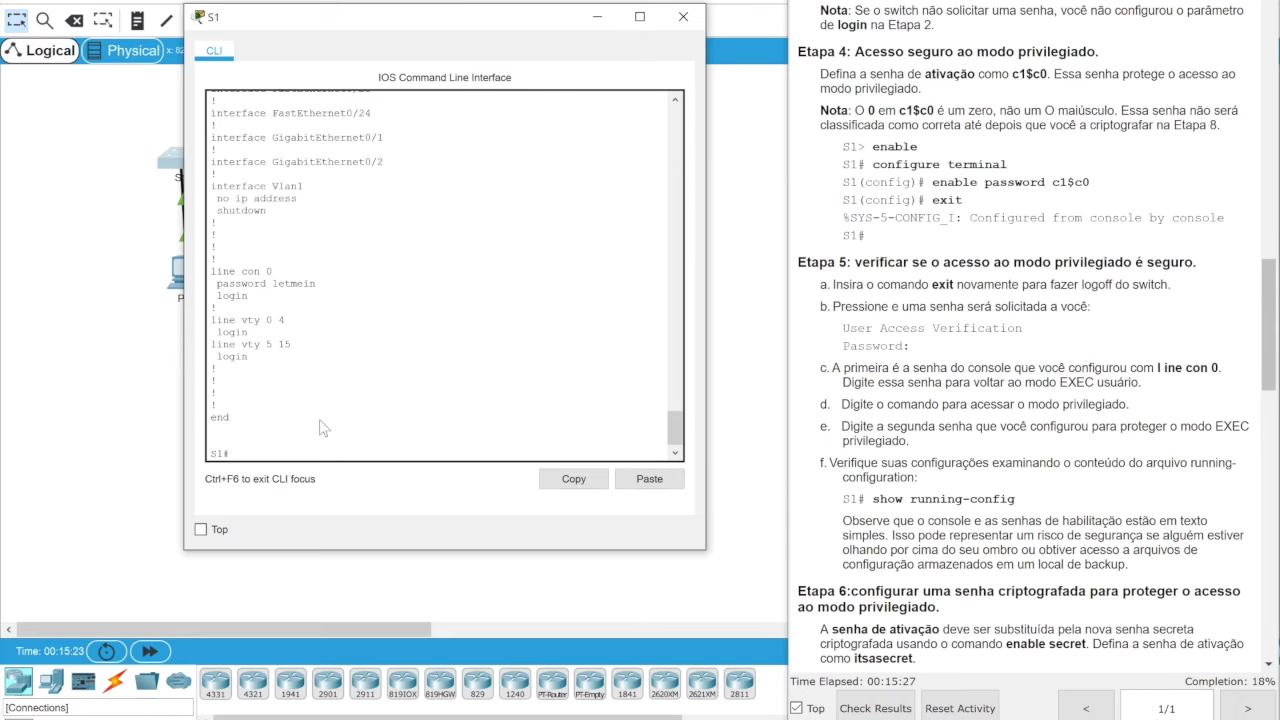 S1
Logical
Physical
x: 82
CLI
IOS Command Line Interface
!
interface FastEthernet0/24
!
interface GigabitEthernet0/1
!
interface GigabitEthernet0/2
!
interface Vlan1
no ip address
shutdown
!
!
!
!
line con 0
password letmein
login
!
line vty 0 4
login
line vty 5 15
login
!
!
!
!
end
S1#
Ctrl+F6 to exit CLI focus
Copy
Paste
Top
Time: 00:15:23
[Connections]
4331
4321
1941
2901
2911
819IOX
819HGW
829
1240
PT-Router
PT-Empty
1841
2620XM
2621XM
2811
Nota: Se o switch não solicitar uma senha, você não configurou o parâmetro
de login na Etapa 2.
Etapa 4: Acesso seguro ao modo privilegiado.
Defina a senha de ativação como c1$c0. Essa senha protege o acesso ao
modo privilegiado.
Nota: O 0 em c1$c0 é um zero, não um O maiúsculo. Essa senha não será
classificada como correta até depois que você a criptografar na Etapa 8.
S1> enable
S1# configure terminal
S1(config)# enable password c1$c0
S1(config)# exit
%SYS-5-CONFIG_I: Configured from console by console
S1#
Etapa 5: verificar se o acesso ao modo privilegiado é seguro.
a. Insira o comando exit novamente para fazer logoff do switch.
b. Pressione e uma senha será solicitada a você:
User Access Verification
Password:
c. A primeira é a senha do console que você configurou com l ine con 0.
Digite essa senha para voltar ao modo EXEC usuário.
d. Digite o comando para acessar o modo privilegiado.
e. Digite a segunda senha que você configurou para proteger o modo EXEC
privilegiado.
f. Verifique suas configurações examinando o conteúdo do arquivo running-
configuration:
S1# show running-config
Observe que o console e as senhas de habilitação estão em texto
simples. Isso pode representar um risco de segurança se alguém estiver
olhando por cima do seu ombro ou obtiver acesso a arquivos de
configuração armazenados em um local de backup.
Etapa 6:configurar uma senha criptografada para proteger o acesso
ao modo privilegiado.
A senha de ativação deve ser substituída pela nova senha secreta
criptografada usando o comando enable secret. Defina a senha de ativação
como itsasecret.
Time Elapsed: 00:15:27
Completion: 18%
Top
Check Results
Reset Activity
<
1/1
>